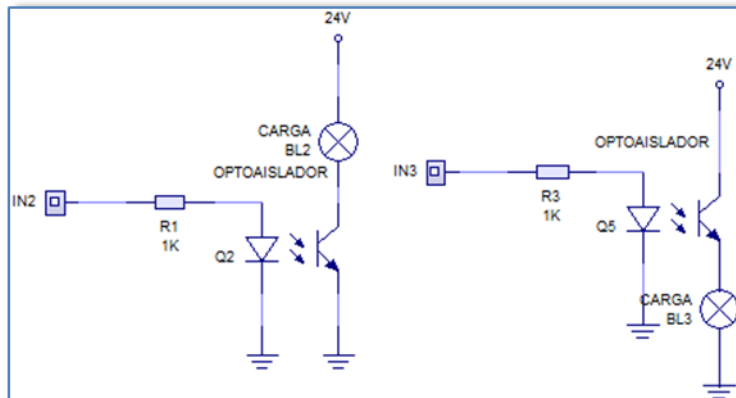 24V
CARGA
BL2
OPTOAISLADOR
IN2
R1
1K
Q2
24V
OPTOAISLADOR
IN3
R3
1K
Q5
CARGA
BL3